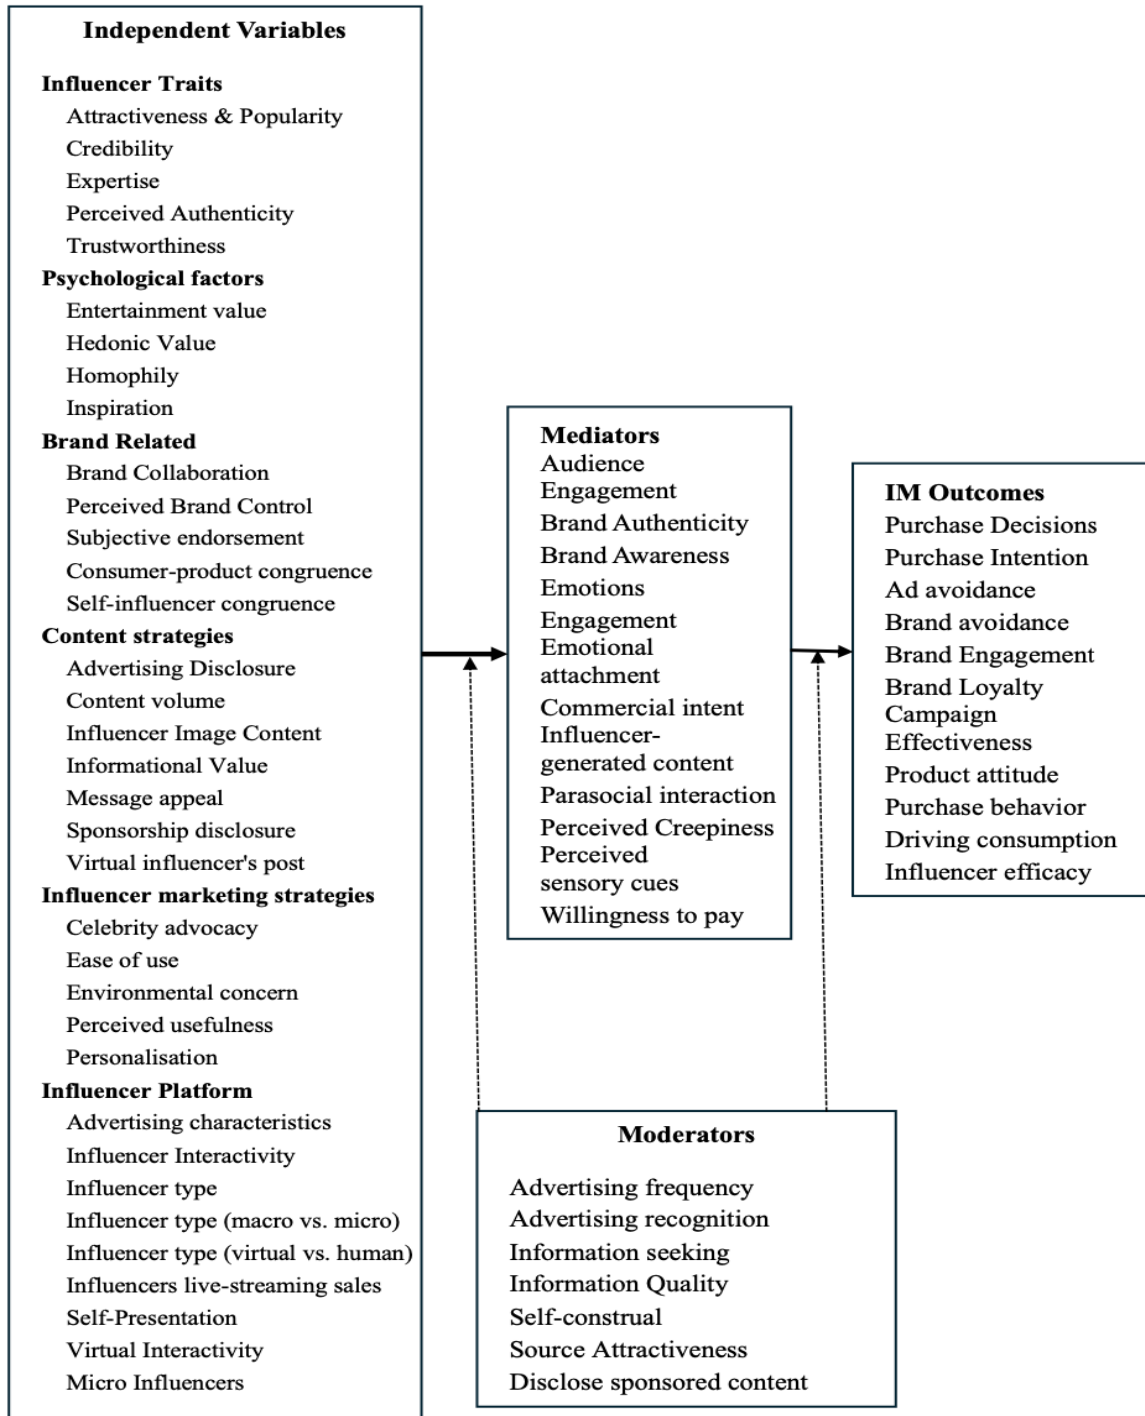 Independent Variables
Influencer Traits
Attractiveness & Popularity
Credibility
Expertise
Perceived Authenticity
Trustworthiness
Psychological factors
Entertainment value
Hedonic Value
Homophily
Inspiration
Brand Related
Brand Collaboration
Perceived Brand Control
Subjective endorsement
Consumer-product congruence
Self-influencer congruence
Content strategies
Advertising Disclosure
Content volume
Influencer Image Content
Informational Value
Message appeal
Sponsorship disclosure
Virtual influencer's post
Influencer marketing strategies
Celebrity advocacy
Ease of use
Environmental concern
Perceived usefulness
Personalisation
Influencer Platform
Advertising characteristics
Influencer Interactivity
Influencer type
Influencer type (macro vs. micro)
Influencer type (virtual vs. human)
Influencers live-streaming sales
Self-Presentation
Virtual Interactivity
Micro Influencers
Mediators
Audience
Engagement
Brand Authenticity
Brand Awareness
Emotions
Engagement
Emotional
attachment
Commercial intent
Influencer-
generated content
Parasocial interaction
Perceived Creepiness
Perceived
sensory cues
Willingness to pay
IM Outcomes
Purchase Decisions
Purchase Intention
Ad avoidance
Brand avoidance
Brand Engagement
Brand Loyalty
Campaign
Effectiveness
Product attitude
Purchase behavior
Driving consumption
Influencer efficacy
Moderators
Advertising frequency
Advertising recognition
Information seeking
Information Quality
Self-construal
Source Attractiveness
Disclose sponsored content